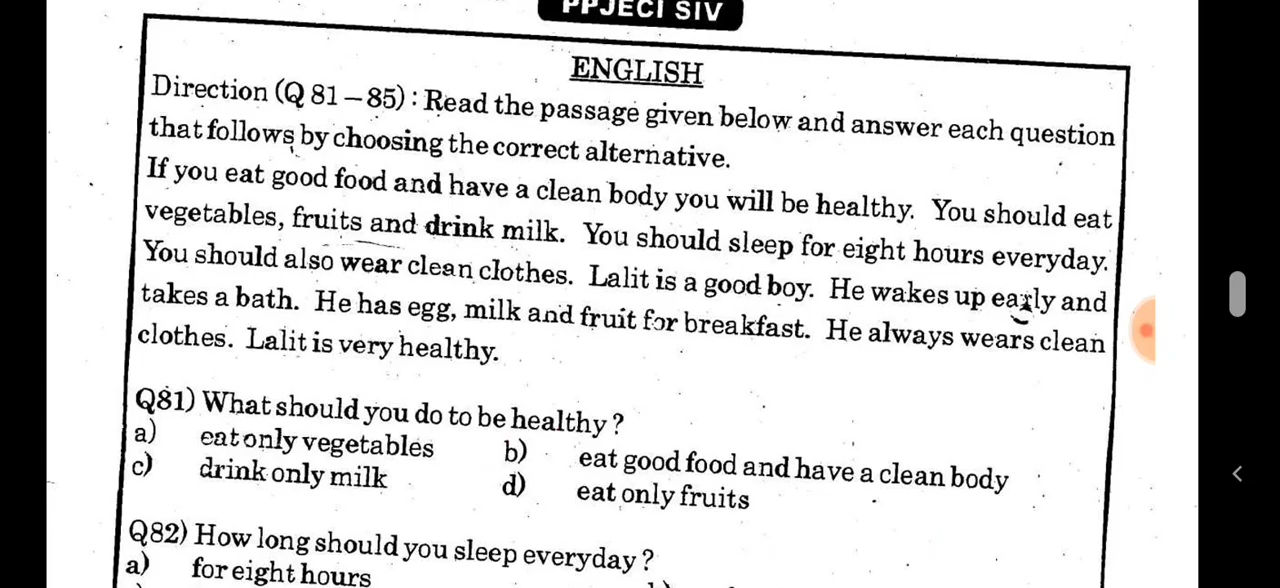 PPJECI SIV
ENGLISH
Direction (Q 81 – 85) : Read the passage given below and answer each question
that follows by choosing the correct alternative.
If you eat good food and have a clean body you will be healthy. You should eat
vegetables, fruits and drink milk. You should sleep for eight hours everyday.
You should also wear clean clothes. Lalit is a good boy. He wakes up early and
takes a bath. He has egg, milk and fruit for breakfast. He always wears clean
clothes. Lalit is very healthy.
Q81) What should you do to be healthy ?
a) eat only vegetables b) eat good food and have a clean body
c) drink only milk d) eat only fruits
Q82) How long should you sleep everyday ?
a) for eight hours